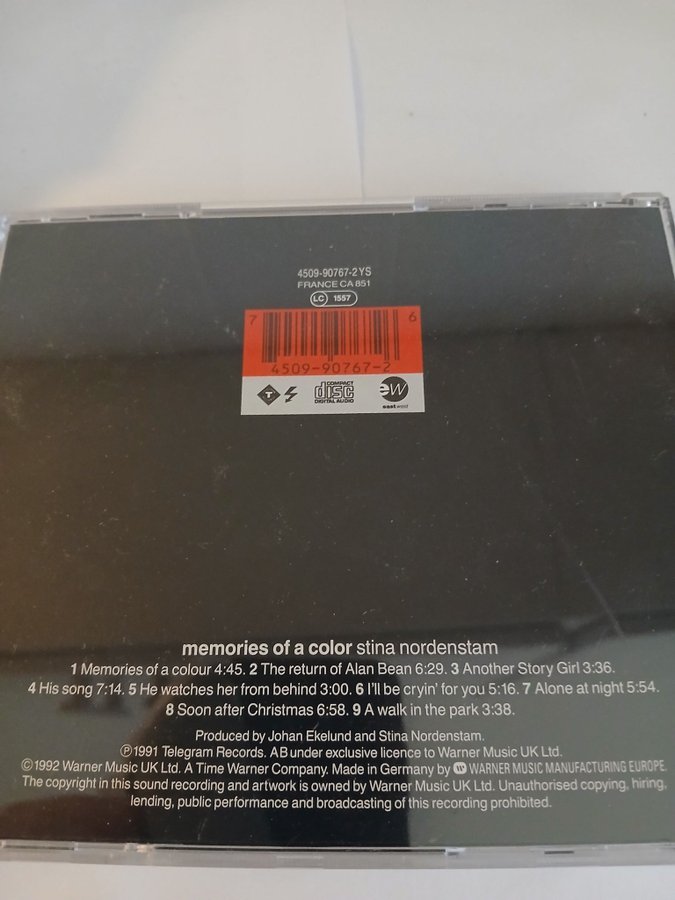 4509-90767-2YS
FRANCE CA 851
LC 1557
7 6
4509-90767-2
T COMPACT disc DIGITAL AUDIO ew eastwest
memories of a color stina nordenstam
1 Memories of a colour 4:45. 2 The return of Alan Bean 6:29. 3 Another Story Girl 3:36.
4 His song 7:14. 5 He watches her from behind 3:00. 6 I'll be cryin' for you 5:16. 7 Alone at night 5:54.
8 Soon after Christmas 6:58. 9 A walk in the park 3:38.
Produced by Johan Ekelund and Stina Nordenstam.
℗1991 Telegram Records. AB under exclusive licence to Warner Music UK Ltd.
©1992 Warner Music UK Ltd. A Time Warner Company. Made in Germany by WARNER MUSIC MANUFACTURING EUROPE.
The copyright in this sound recording and artwork is owned by Warner Music UK Ltd. Unauthorised copying, hiring,
lending, public performance and broadcasting of this recording prohibited.